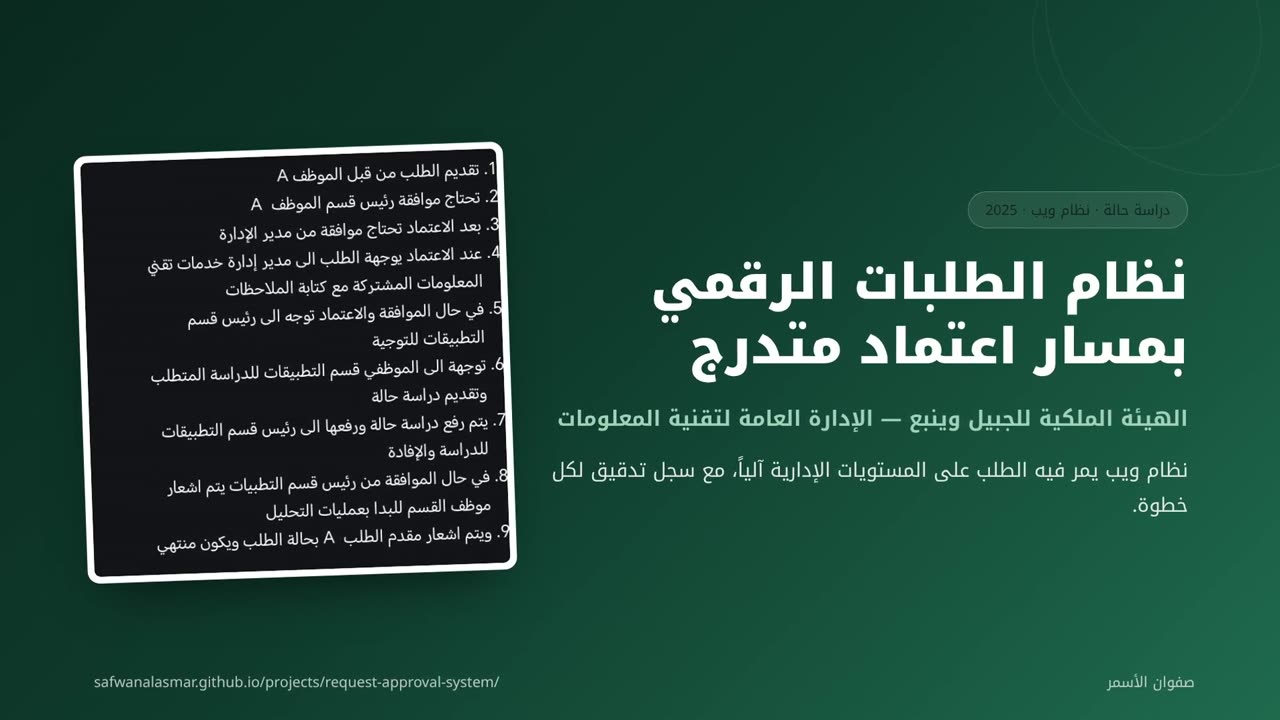 دراسة حالة · نظام ويب · 2025
نظام الطلبات الرقمي
بمسار اعتماد متدرج
الهيئة الملكية للجبيل وينبع — الإدارة العامة لتقنية المعلومات
نظام ويب يمر فيه الطلب على المستويات الإدارية آلياً، مع سجل تدقيق لكل
خطوة.
1. تقديم الطلب من قبل الموظف A
2. تحتاج موافقة رئيس قسم الموظف A
3. بعد الاعتماد تحتاج موافقة من مدير الإدارة
4. عند الاعتماد يوجهة الطلب الى مدير إدارة خدمات تقني
المعلومات المشتركة مع كتابة الملاحظات
5. في حال الموافقة والاعتماد توجه الى رئيس قسم
التطبيقات للتوجية
6. توجهة الى الموظفي قسم التطبيقات للدراسة المتطلب
وتقديم دراسة حالة
7. يتم رفع دراسة حالة ورفعها الى رئيس قسم التطبيقات
للدراسة والإفادة
8. في حال الموافقة من رئيس قسم التطبيات يتم اشعار
موظف القسم للبدا بعمليات التحليل
9. ويتم اشعار مقدم الطلب A بحالة الطلب ويكون منتهي
صفوان الأسمر
safwanalasmar.github.io/projects/request-approval-system/